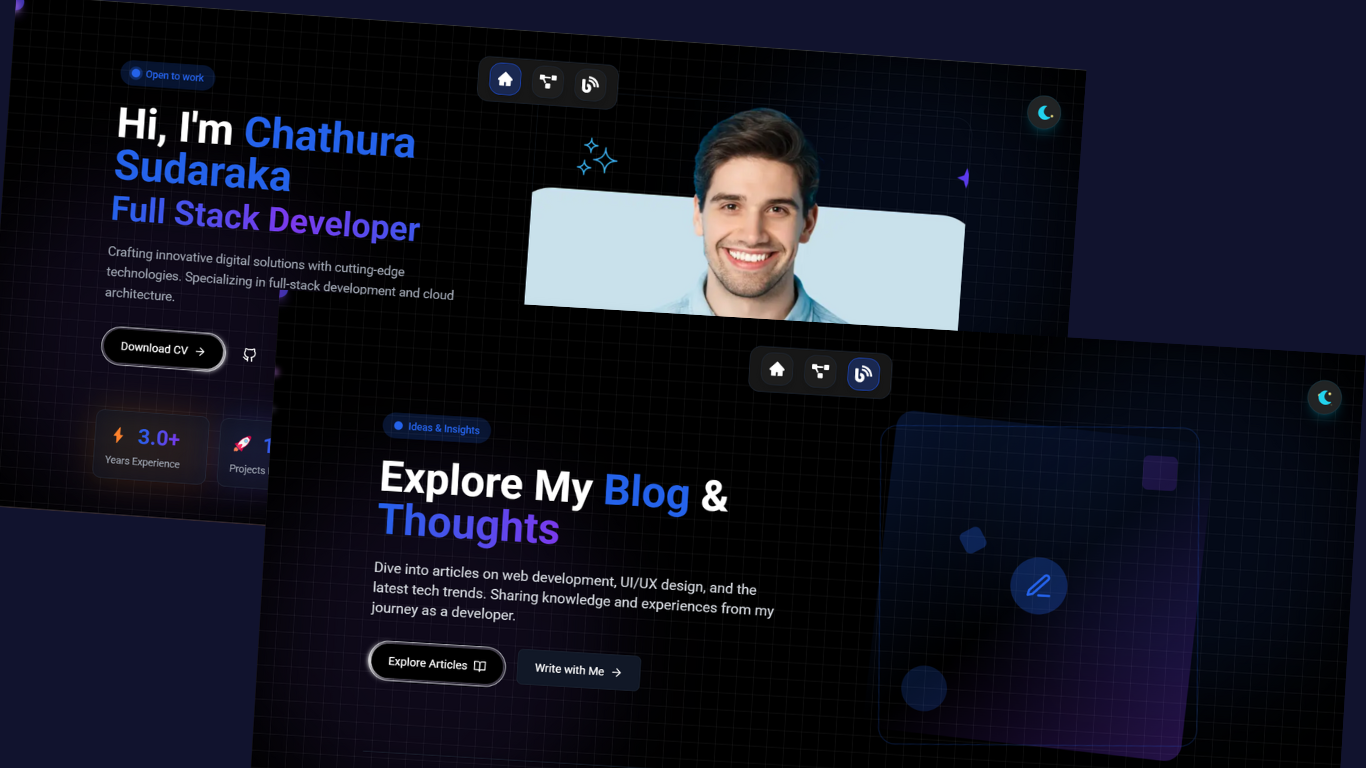 Open to work
Hi, I'm Chathura
Sudaraka
Full Stack Developer
Crafting innovative digital solutions with cutting-edge
technologies. Specializing in full-stack development and cloud
architecture.
Download CV
3.0+
Years Experience
Projects
Ideas & Insights
Explore My Blog &
Thoughts
Dive into articles on web development, UI/UX design, and the
latest tech trends. Sharing knowledge and experiences from my
journey as a developer.
Explore Articles
Write with Me